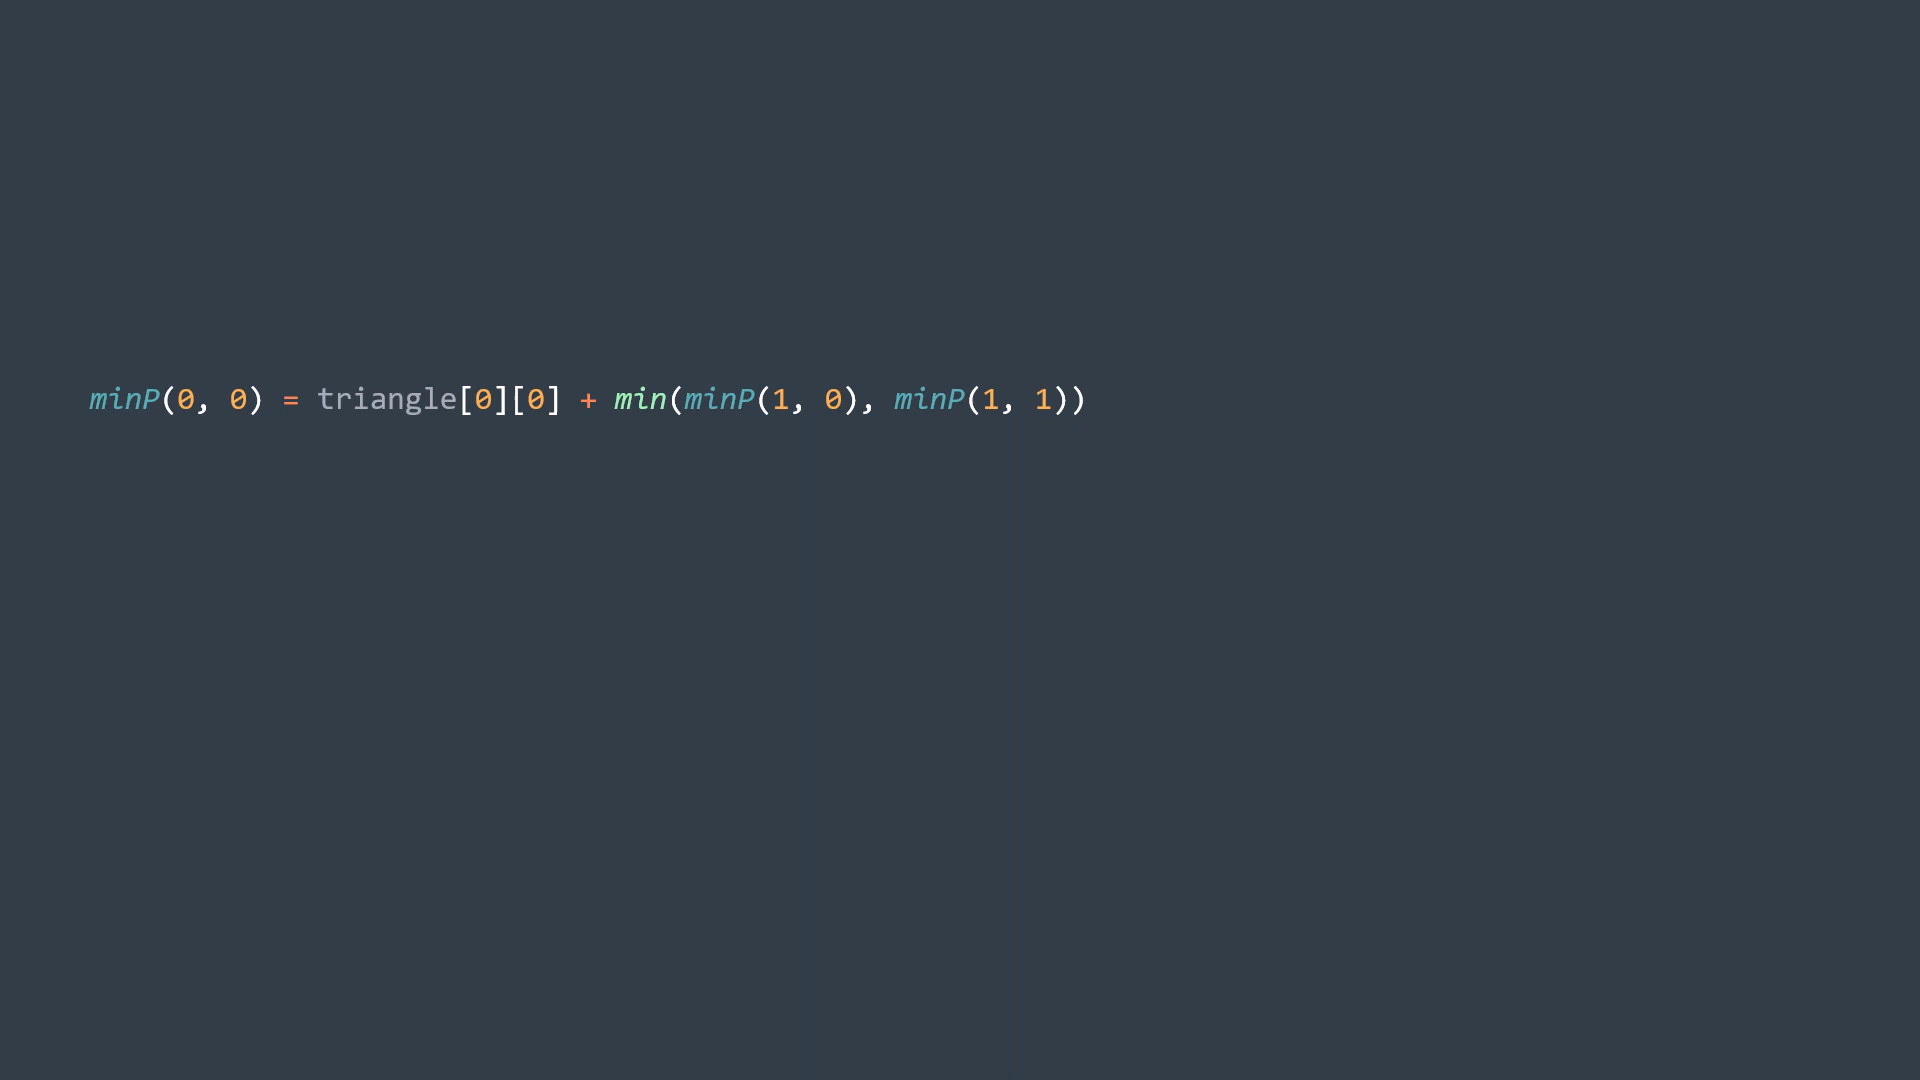 minP(0, 0) = triangle[0][0] + min(minP(1, 0), minP(1, 1))